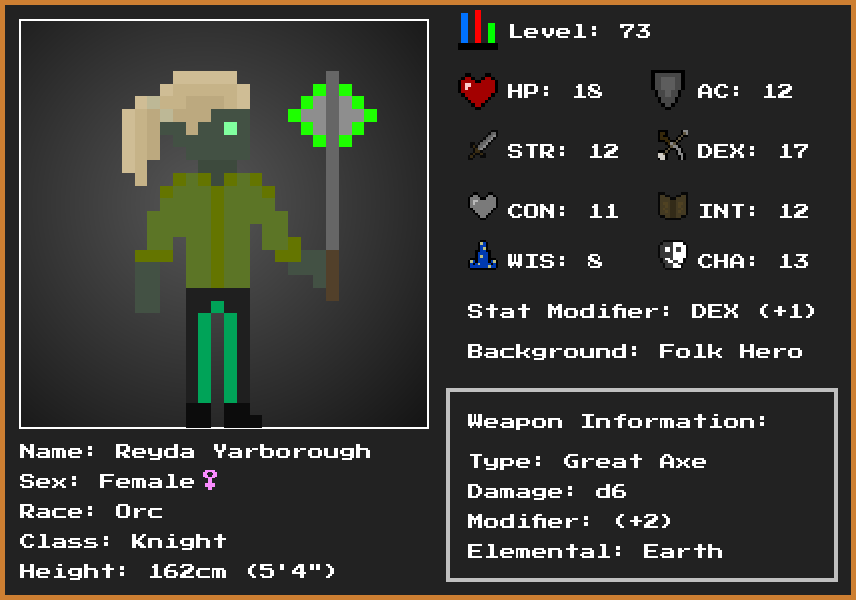 Level: 73
HP: 18
AC: 12
STR: 12
DEX: 17
CON: 11
INT: 12
WIS: 8
CHA: 13
Stat Modifier: DEX (+1)
Background: Folk Hero
Weapon Information:
Type: Great Axe
Damage: d6
Modifier: (+2)
Elemental: Earth
Name: Reyda Yarborough
Sex: Female♀
Race: Orc
Class: Knight
Height: 162cm (5'4")